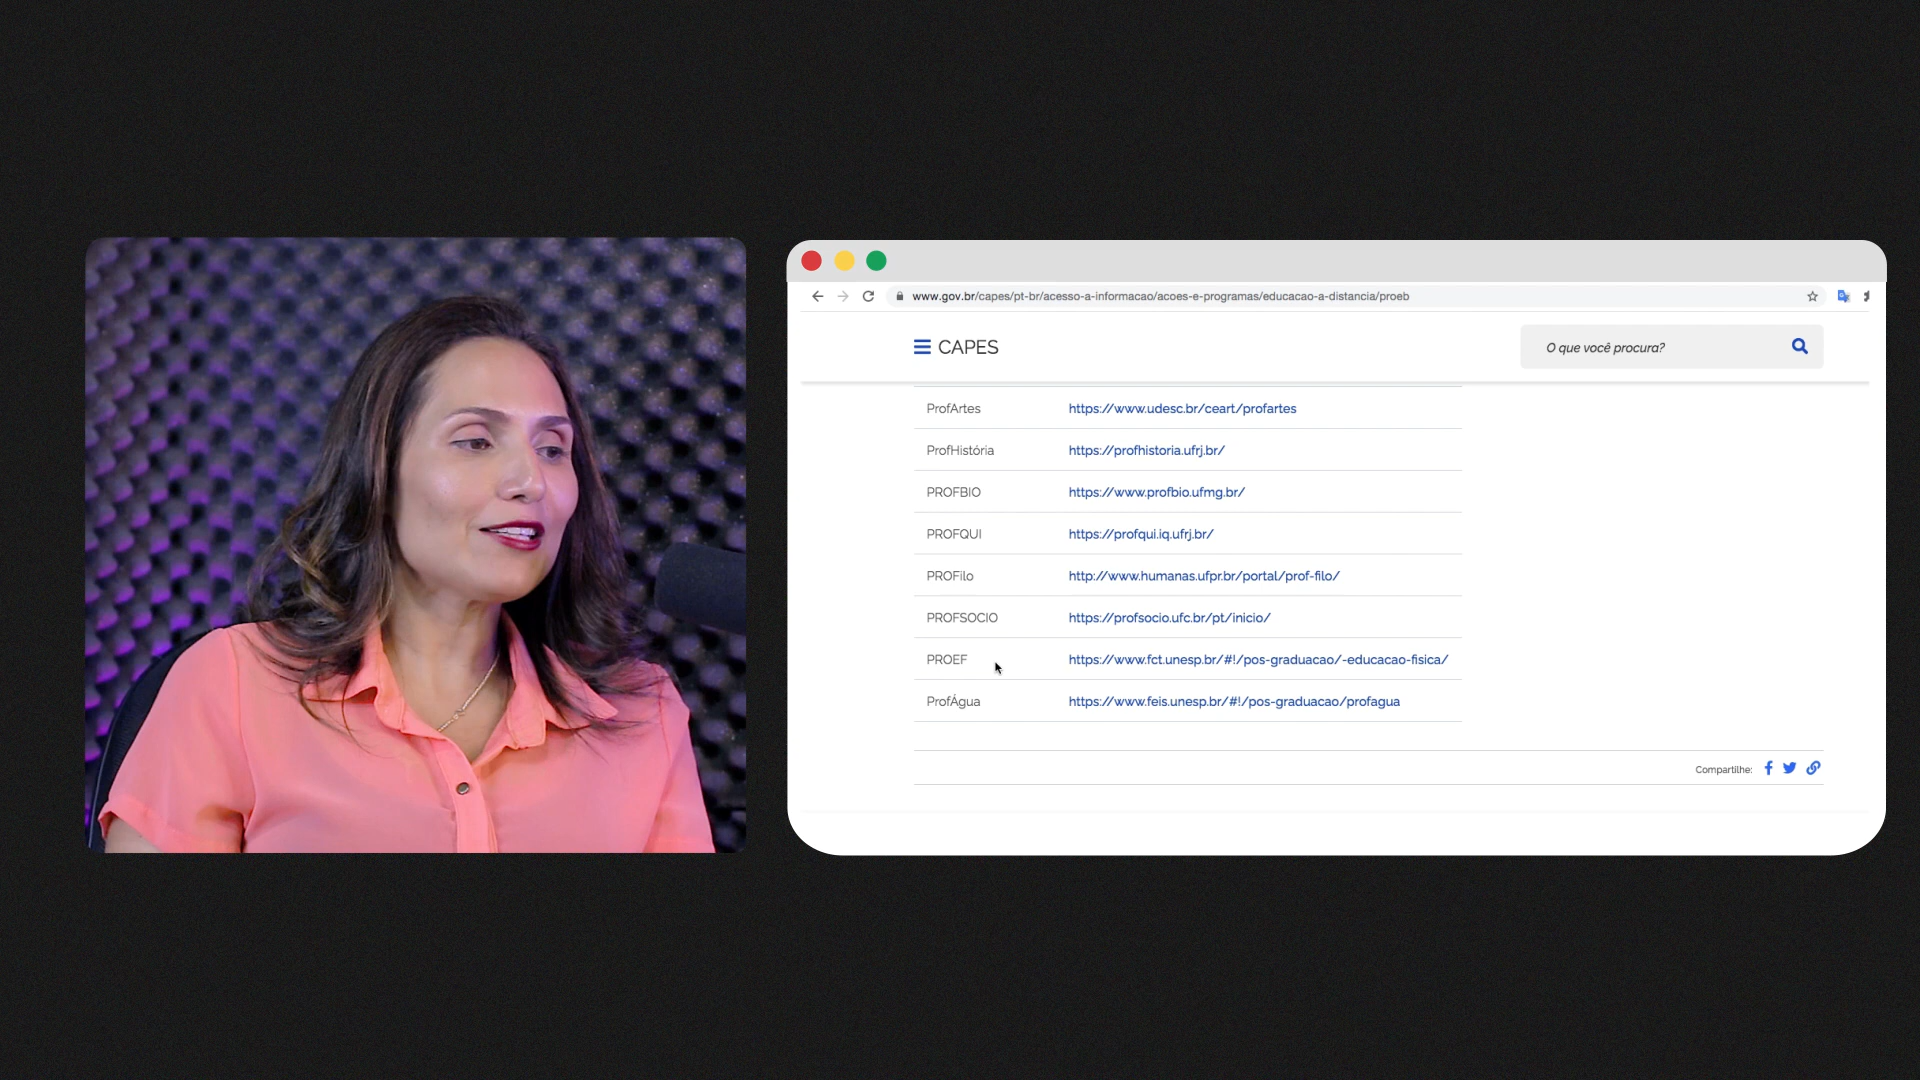 www.gov.br/capes/pt-br/acesso-a-informacao/acoes-e-programas/educacao-a-distancia/proeb
CAPES
O que você procura?
ProfArtes https://www.udesc.br/ceart/profartes
ProfHistória https://profhistoria.ufrj.br/
PROFBIO https://www.profbio.ufmg.br/
PROFQUI https://profqui.iq.ufrj.br/
PROFilo http://www.humanas.ufpr.br/portal/prof-filo/
PROFSOCIO https://profsocio.ufc.br/pt/inicio/
PROEF https://www.fct.unesp.br/#!/pos-graduacao/-educacao-fisica/
ProfÁgua https://www.feis.unesp.br/#!/pos-graduacao/profagua
Compartilhe: